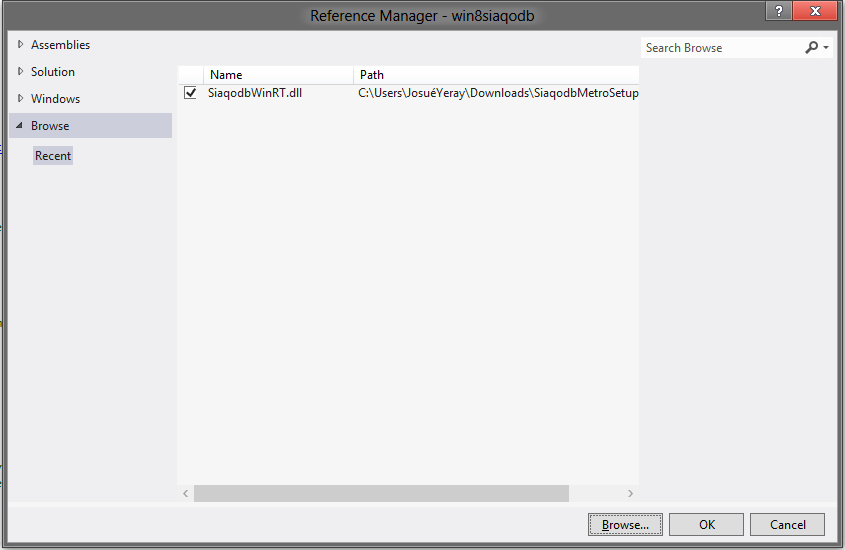 Reference Manager - win8siaqodb
? x
Assemblies
Solution
Windows
Browse
Recent
Search Browse
Name Path
SiaqodbWinRT.dll C:\Users\JosuéYeray\Downloads\SiaqodbMetroSetup
Browse... OK Cancel